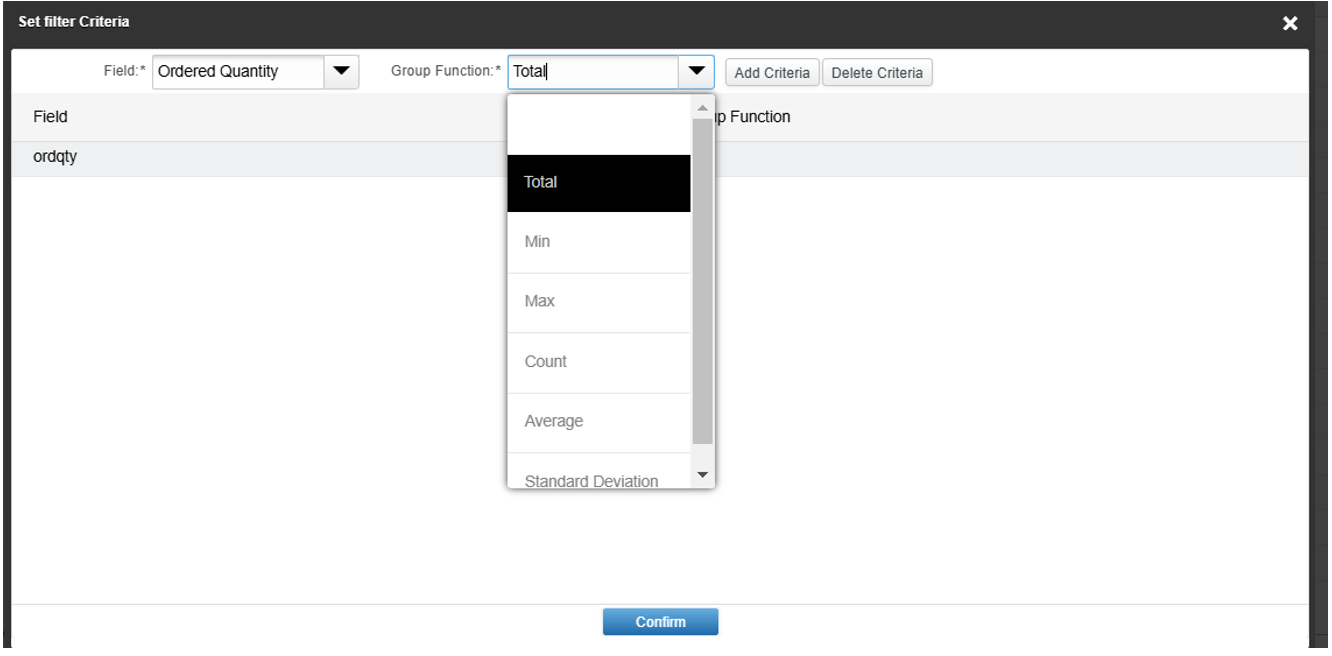 Set filter Criteria
Field:* Ordered Quantity Group Function:* Total Add Criteria Delete Criteria
Field up Function
ordqty
Total
Min
Max
Count
Average
Standard Deviation
Confirm